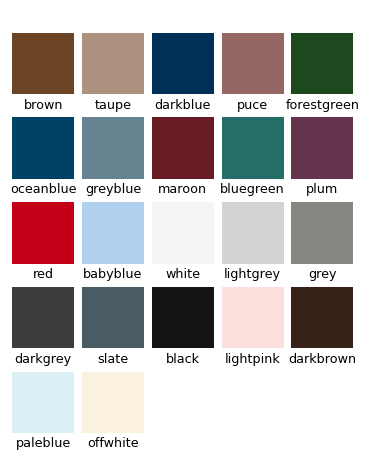 brown taupe darkblue puce forestgreen
oceanblue greyblue maroon bluegreen plum
red babyblue white lightgrey grey
darkgrey slate black lightpink darkbrown
paleblue offwhite